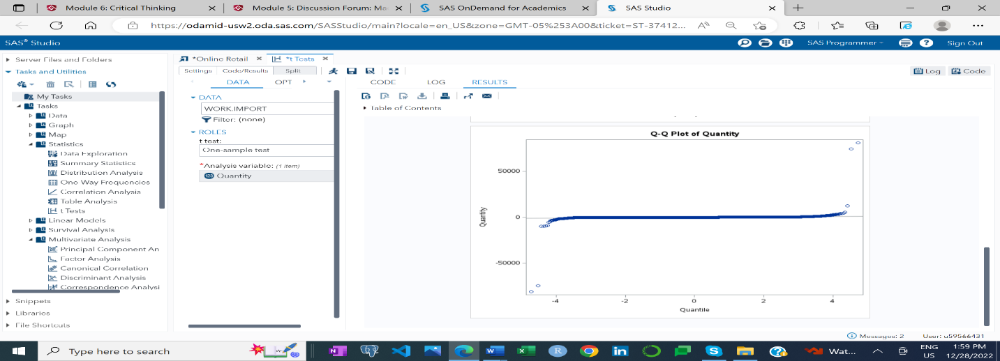 Module 6: Critical Thinking
Module 5: Discussion Forum: Ma
SAS OnDemand for Academics
SAS Studio
https://odamid-usw2.oda.sas.com/SASStudio/main?locale=en_US&zone=GMT-05%253A00&ticket=ST-37412...
SAS® Studio
SAS Programmer
Sign Out
Server Files and Folders
Tasks and Utilities
My Tasks
Tasks
Data
Graph
Map
Statistics
Data Exploration
Summary Statistics
Distribution Analysis
One-Way Frequencies
Correlation Analysis
Table Analysis
t Tests
Linear Models
Survival Analysis
Multivariate Analysis
Principal Component An
Factor Analysis
Canonical Correlation
Discriminant Analysis
Correspondence Analysi
Snippets
Libraries
File Shortcuts
*Online Retail
*t Tests
Settings Code/Results Split
Log Code
DATA OPT
DATA
WORK.IMPORT
Filter: (none)
ROLES
t test:
One-sample test
*Analysis variable: (1 item)
Quantity
CODE LOG RESULTS
Table of Contents
Q-Q Plot of Quantity
50000
0
-50000
Quantity
-4 -2 0 2 4
Quantile
Messages: 2 User: u59566431
Type here to search
Wat...
ENG 1:59 PM
US 12/28/2022